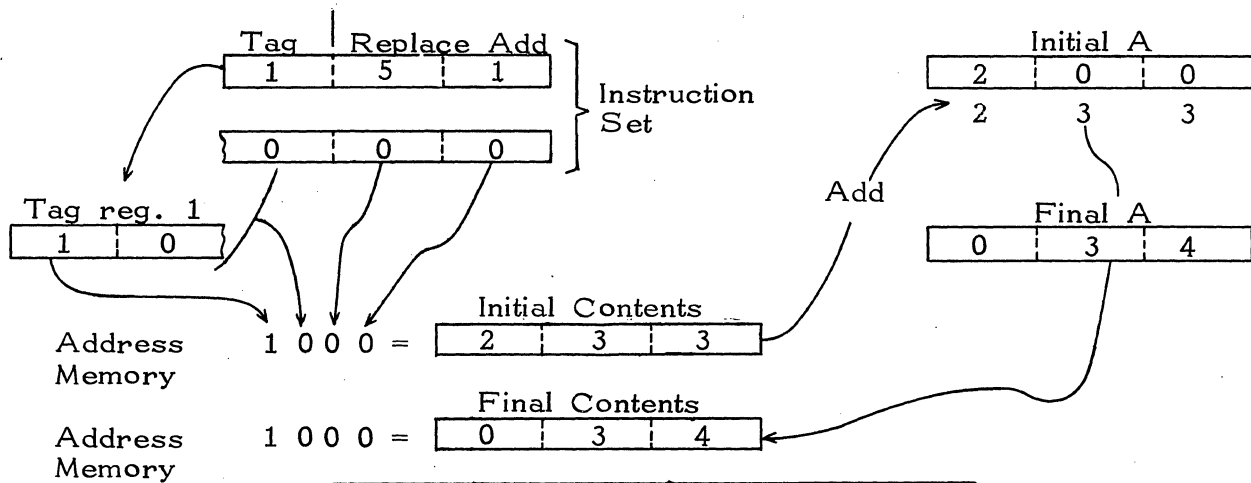 Tag Replace Add
1 5 1
Instruction
Set
0 0 0
Tag reg. 1
1 0
Initial A
2 0 0
2 3 3
Add
Final A
0 3 4
Initial Contents
Address 1 0 0 0 = 2 3 3
Memory
Final Contents
Address 1 0 0 0 = 0 3 4
Memory